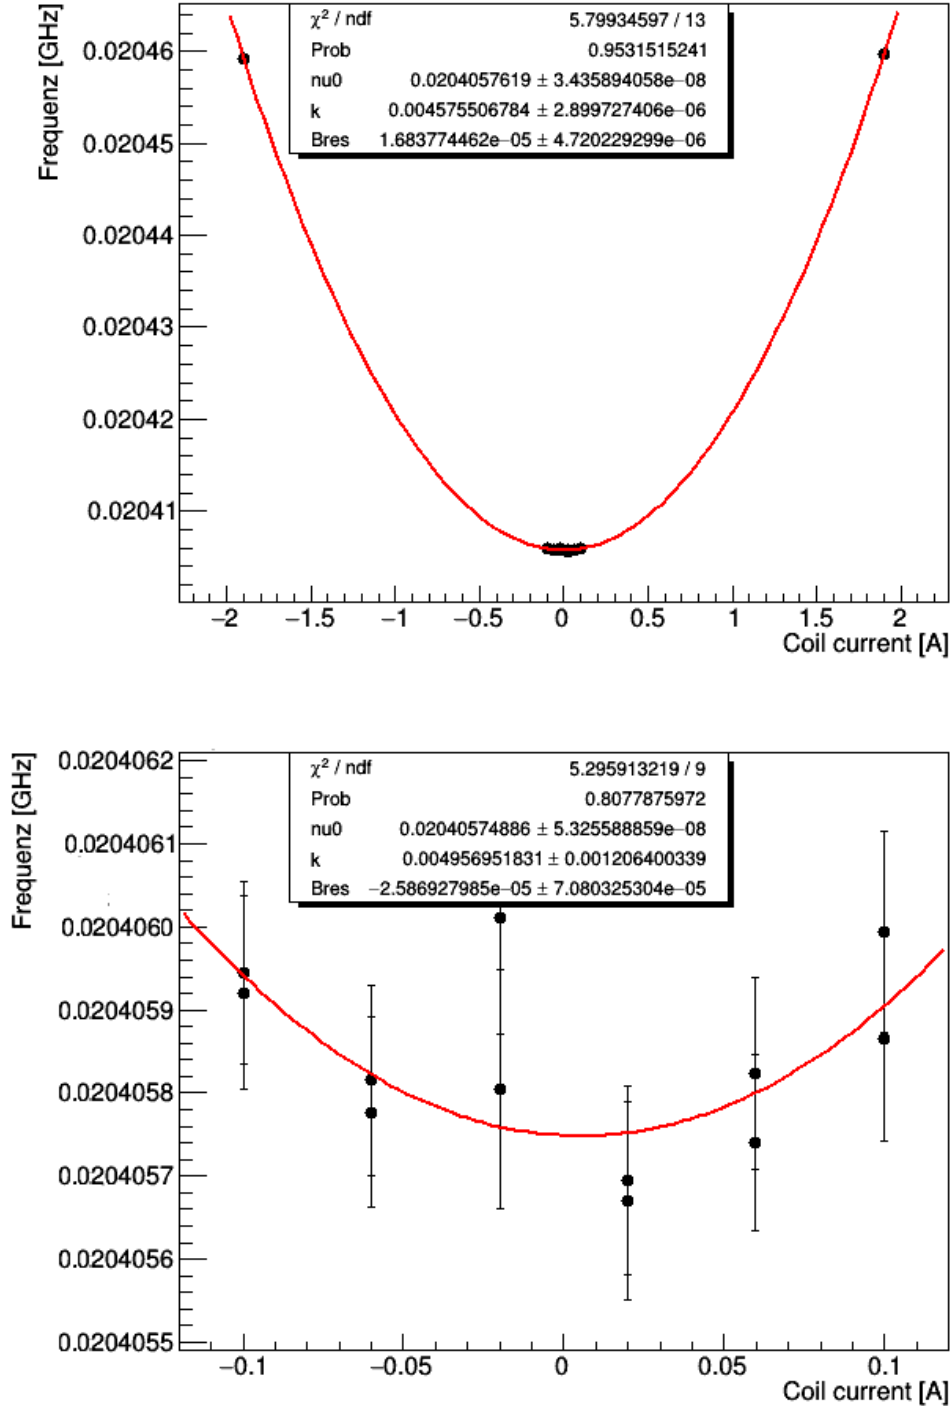 Frequenz [GHz]
χ² / ndf 5.79934597 / 13
Prob 0.9531515241
nu0 0.0204057619 ± 3.435894058e−08
k 0.004575506784 ± 2.899727406e−06
Bres 1.683774462e−05 ± 4.720229299e−06
0.02046
0.02045
0.02044
0.02043
0.02042
0.02041
−2 −1.5 −1 −0.5 0 0.5 1 1.5 2
Coil current [A]
Frequenz [GHz]
χ² / ndf 5.295913219 / 9
Prob 0.8077875972
nu0 0.02040574886 ± 5.325588859e−08
k 0.004956951831 ± 0.001206400339
Bres −2.586927985e−05 ± 7.080325304e−05
0.0204062
0.0204061
0.0204060
0.0204059
0.0204058
0.0204057
0.0204056
0.0204055
−0.1 −0.05 0 0.05 0.1
Coil current [A]